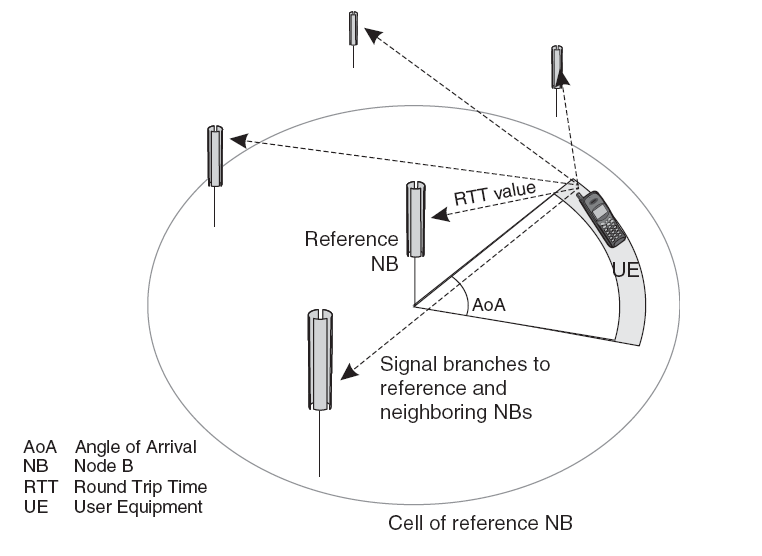 RTT value
Reference
NB
UE
AoA
Signal branches to
reference and
neighboring NBs
AoA Angle of Arrival
NB Node B
RTT Round Trip Time
UE User Equipment
Cell of reference NB